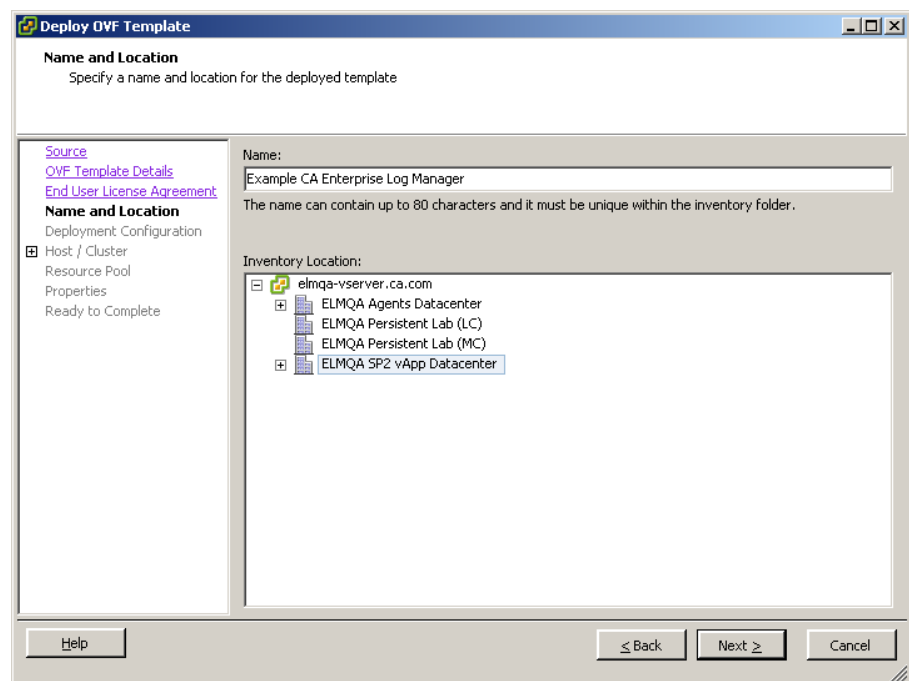 Deploy OVF Template
Name and Location
Specify a name and location for the deployed template
Source
OVF Template Details
End User License Agreement
Name and Location
Deployment Configuration
Host / Cluster
Resource Pool
Properties
Ready to Complete
Name:
Example CA Enterprise Log Manager
The name can contain up to 80 characters and it must be unique within the inventory folder.
Inventory Location:
elmqa-vserver.ca.com
ELMQA Agents Datacenter
ELMQA Persistent Lab (LC)
ELMQA Persistent Lab (MC)
ELMQA SP2 vApp Datacenter
Help
≤ Back
Next ≥
Cancel